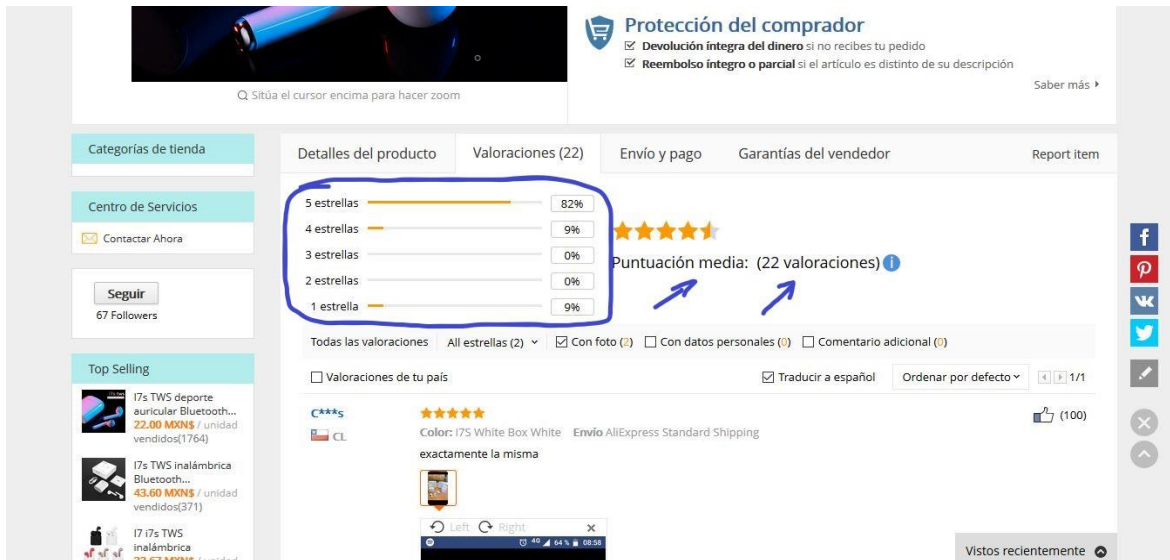 Protección del comprador
Devolución íntegra del dinero si no recibes tu pedido
Reembolso íntegro o parcial si el artículo es distinto de su descripción
Saber más
Sitúa el cursor encima para hacer zoom
Categorías de tienda
Centro de Servicios
Contactar Ahora
Seguir
67 Followers
Top Selling
I7s TWS deporte
auricular Bluetooth...
22.00 MXN$ / unidad
vendidos(1764)
I7s TWS inalámbrica
Bluetooth...
43.60 MXN$ / unidad
vendidos(371)
I7 i7s TWS
inalámbrica
Detalles del producto Valoraciones (22) Envío y pago Garantías del vendedor Report item
5 estrellas 82%
4 estrellas 9%
3 estrellas 0%
2 estrellas 0%
1 estrella 9%
Puntuación media: (22 valoraciones)
Todas las valoraciones All estrellas (2) Con foto (2) Con datos personales (0) Comentario adicional (0)
Valoraciones de tu país Traducir a español Ordenar por defecto 1/1
C***s (100)
CL Color: I7S White Box White Envío AliExpress Standard Shipping
exactamente la misma
Left Right x
4G 64 % 08:58
Vistos recientemente